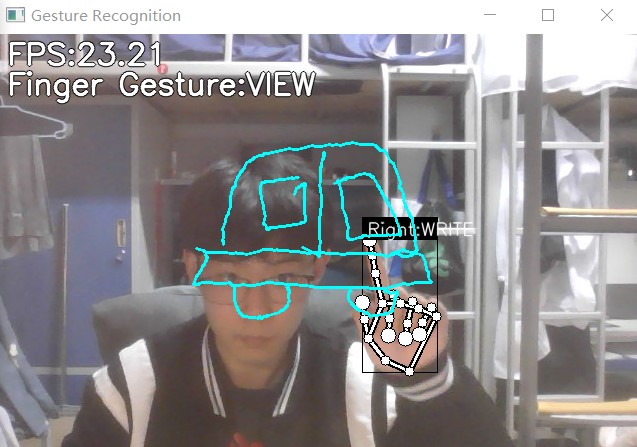 Gesture Recognition
FPS:23.21
Finger Gesture:VIEW
Right:WRITE